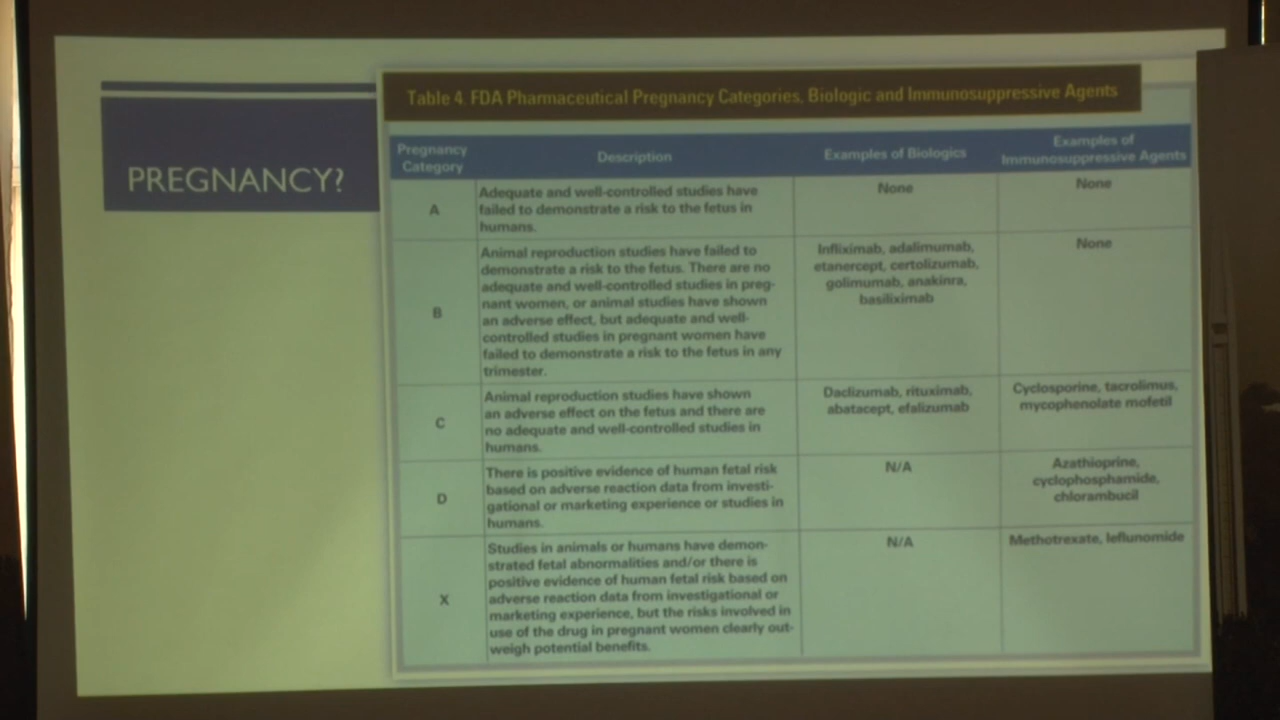 PREGNANCY?
Table 4. FDA Pharmaceutical Pregnancy Categories, Biologic and Immunosuppressive Agents
Pregnancy
Category
Description
Examples of Biologics
Examples of
Immunosuppressive Agents
A
Adequate and well-controlled studies have
failed to demonstrate a risk to the fetus in
humans.
None
None
B
Animal reproduction studies have failed to
demonstrate a risk to the fetus. There are no
adequate and well-controlled studies in preg-
nant women, or animal studies have shown
an adverse effect, but adequate and well-
controlled studies in pregnant women have
failed to demonstrate a risk to the fetus in any
trimester.
Infliximab, adalimumab,
etanercept, certolizumab,
golimumab, anakinra,
basiliximab
None
C
Animal reproduction studies have shown
an adverse effect on the fetus and there are
no adequate and well-controlled studies in
humans.
Daclizumab, rituximab,
abatacept, efalizumab
Cyclosporine, tacrolimus,
mycophenolate mofetil
D
There is positive evidence of human fetal risk
based on adverse reaction data from investi-
gational or marketing experience or studies in
humans.
N/A
Azathioprine,
cyclophosphamide,
chlorambucil
X
Studies in animals or humans have demon-
strated fetal abnormalities and/or there is
positive evidence of human fetal risk based on
adverse reaction data from investigational or
marketing experience, but the risks involved in
use of the drug in pregnant women clearly out-
weigh potential benefits.
N/A
Methotrexate, leflunomide